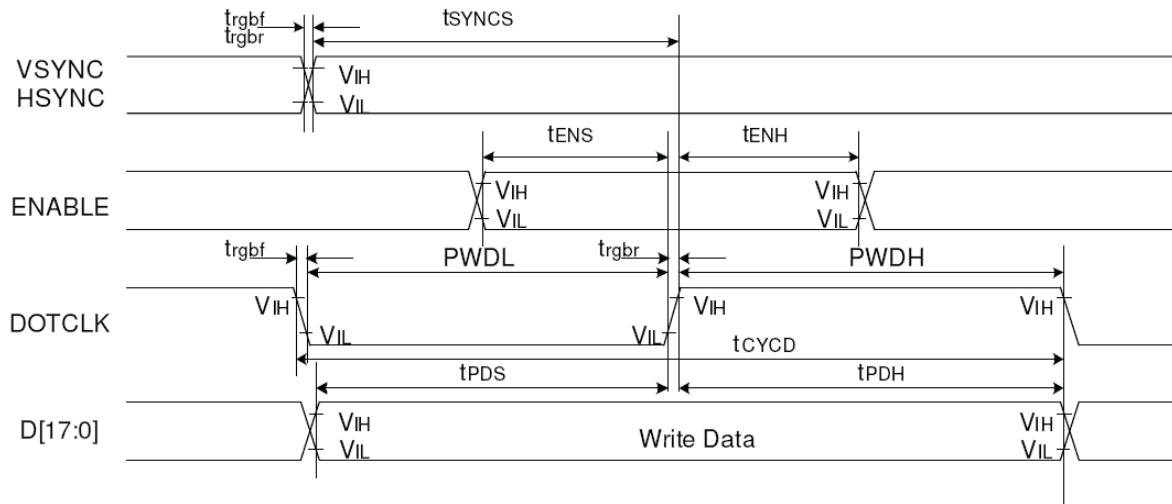 trgbf
trgbr
tSYNCS
VSYNC
HSYNC
VIH
VIL
tENS
tENH
ENABLE
VIH
VIL
VIH
VIL
trgbf
PWDL
trgbr
PWDH
DOTCLK
VIH
VIL
VIL
VIH
VIH
tCYCD
tPDS
tPDH
D[17:0]
VIH
VIL
Write Data
VIH
VIL